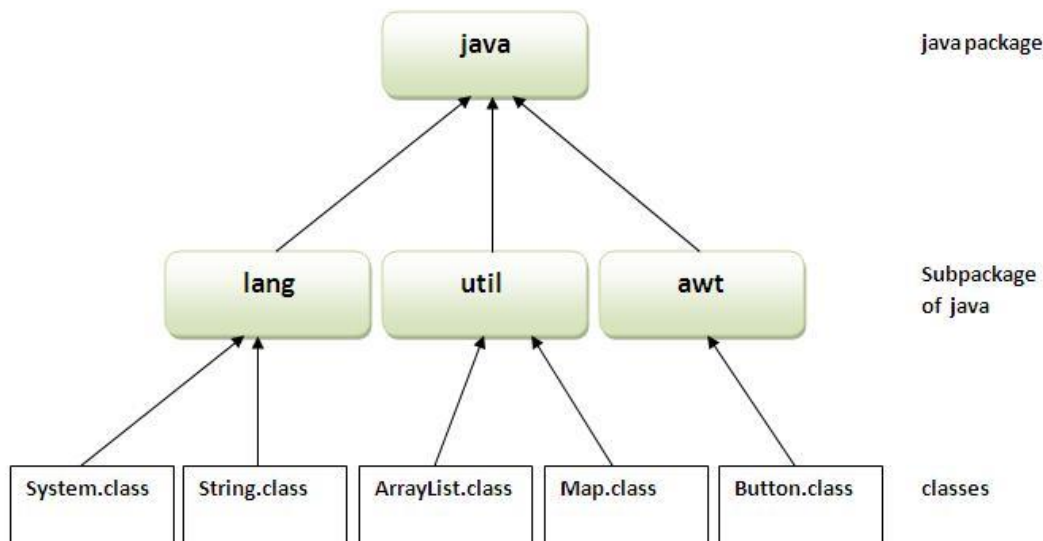 java
java package
lang
util
awt
Subpackage
of java
System.class
String.class
ArrayList.class
Map.class
Button.class
classes